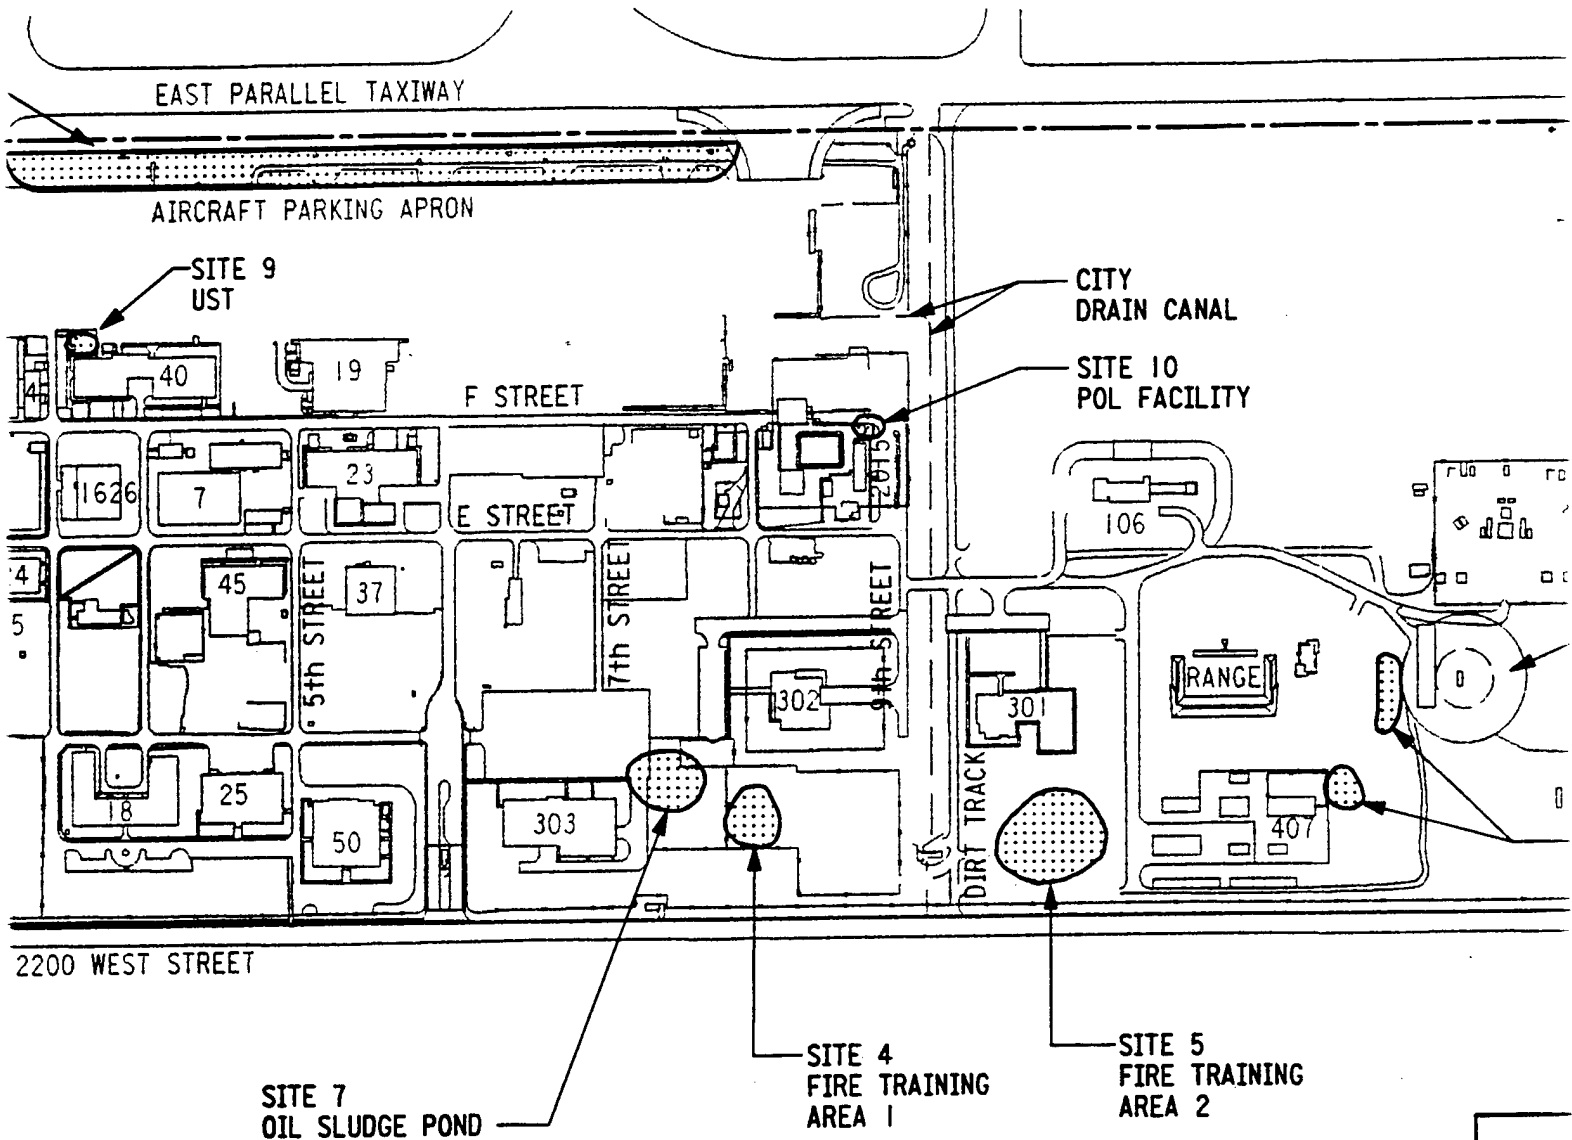 EAST PARALLEL TAXIWAY
AIRCRAFT PARKING APRON
SITE 9
UST
CITY
DRAIN CANAL
SITE 10
POL FACILITY
4
40
19
F STREET
1626
7
23
E STREET
2015
106
4
45
5th STREET
37
7th STREET
9th STREET
5
302
301
RANGE
18
25
50
303
DIRT TRACK
407
2200 WEST STREET
SITE 7
OIL SLUDGE POND
SITE 4
FIRE TRAINING
AREA 1
SITE 5
FIRE TRAINING
AREA 2